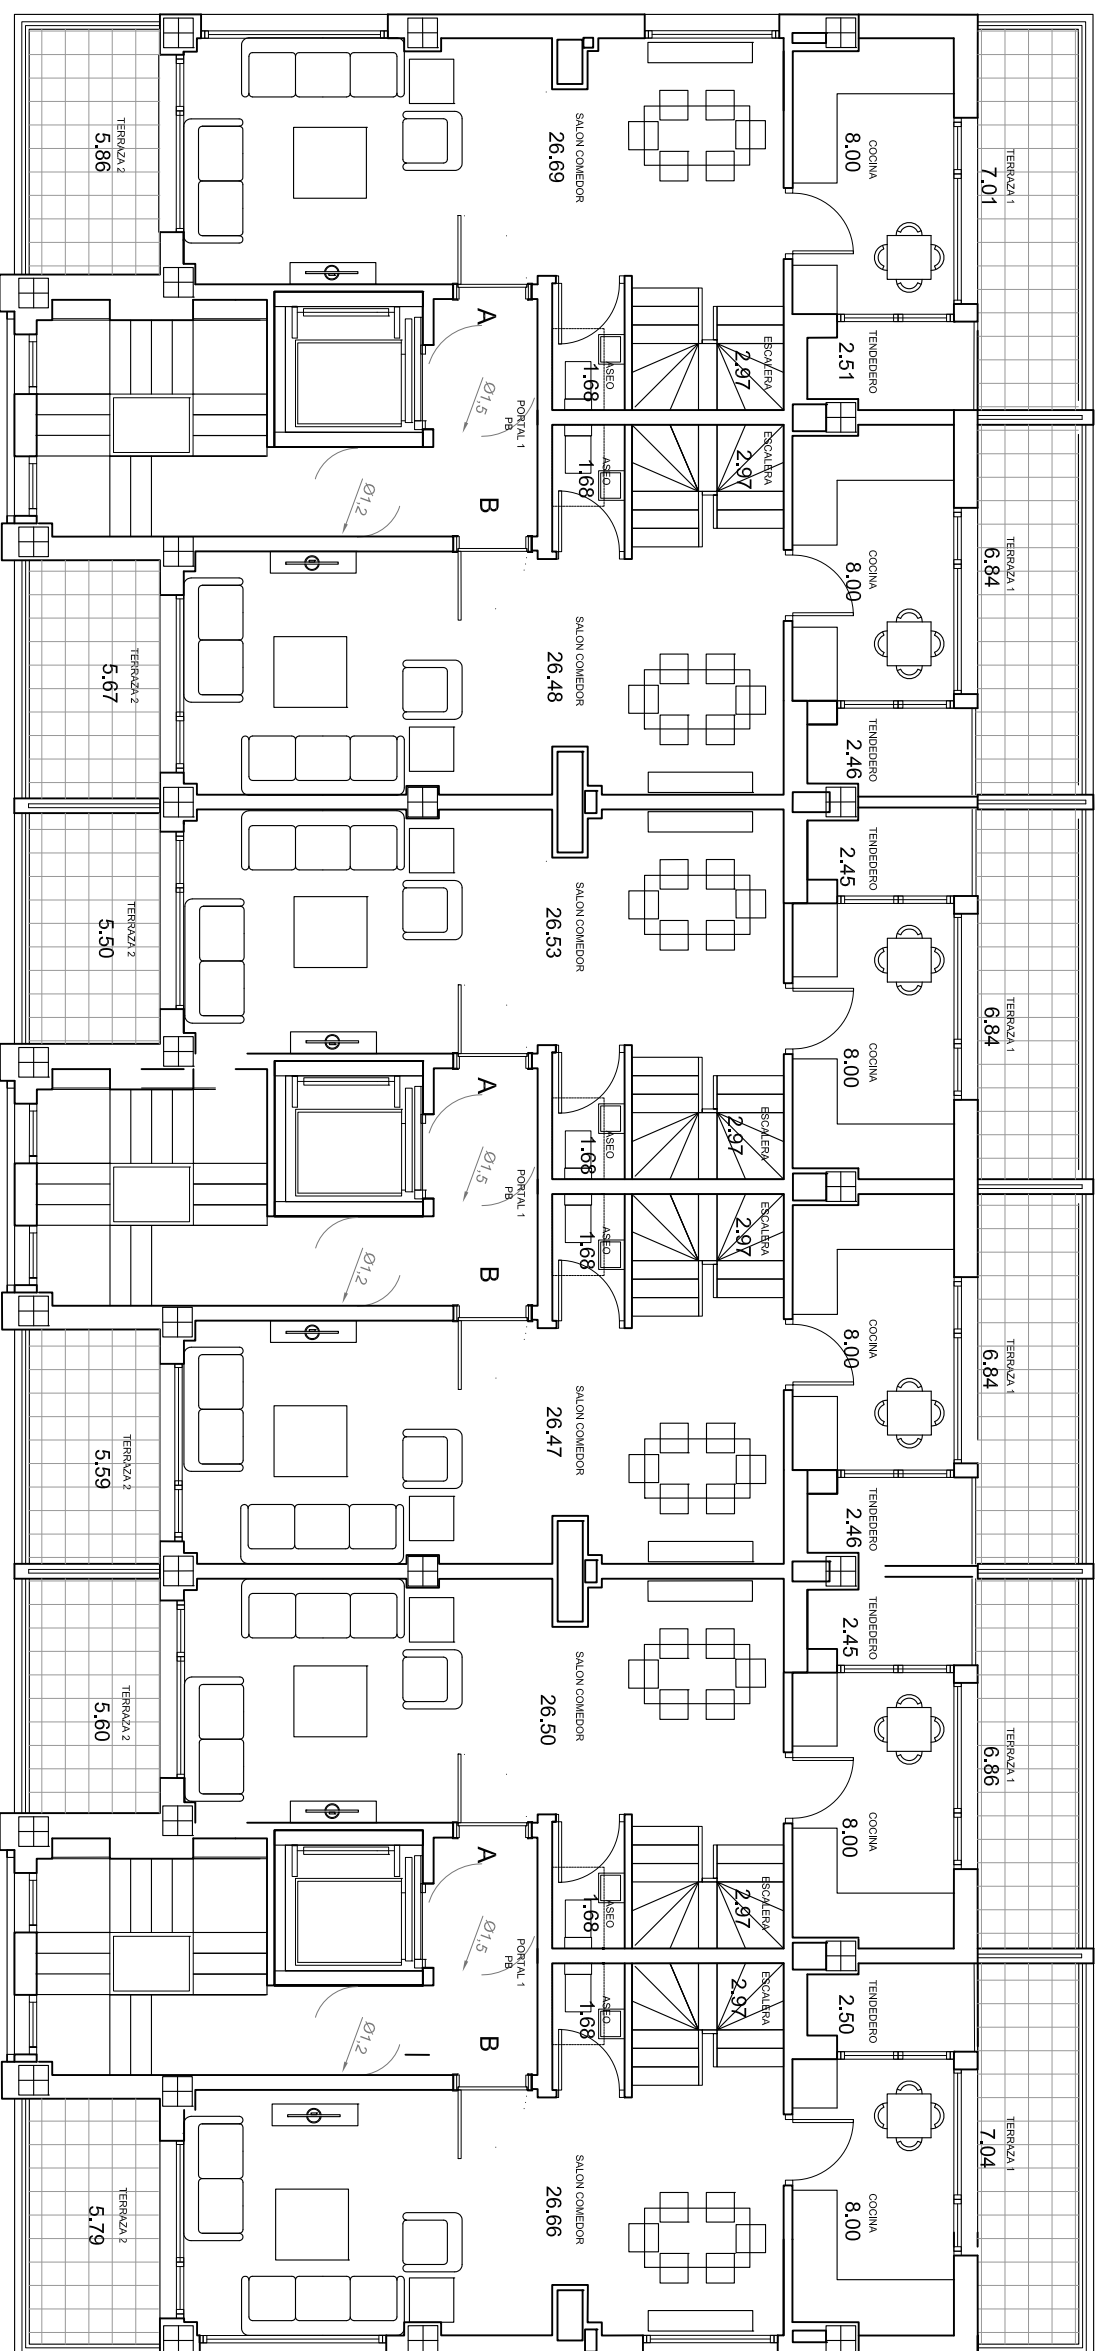 TERRAZA 1
7.01
COCINA
8.00
TENDEDERO
2.51
SALON COMEDOR
26.69
ESCALERA
2.97
ASEO
1.68
TERRAZA 2
5.86
A
Ø1,5
PORTAL 1
PB
B
Ø1,2
ESCALERA
2.97
ASEO
1.68
TERRAZA 1
6.84
COCINA
8.00
TENDEDERO
2.46
SALON COMEDOR
26.48
TERRAZA 2
5.67
TENDEDERO
2.45
TERRAZA 1
6.84
COCINA
8.00
SALON COMEDOR
26.53
TERRAZA 2
5.50
ESCALERA
2.97
ASEO
1.68
A
Ø1,5
PORTAL 1
PB
B
Ø1,2
ESCALERA
2.97
ASEO
1.68
TERRAZA 1
6.84
COCINA
8.00
TENDEDERO
2.46
SALON COMEDOR
26.47
TERRAZA 2
5.59
TENDEDERO
2.45
TERRAZA 1
6.86
COCINA
8.00
SALON COMEDOR
26.50
TERRAZA 2
5.60
ESCALERA
2.97
ASEO
1.68
A
Ø1,5
PORTAL 1
PB
B
Ø1,2
ESCALERA
2.97
ASEO
1.68
TENDEDERO
2.50
TERRAZA 1
7.04
COCINA
8.00
SALON COMEDOR
26.66
TERRAZA 2
5.79